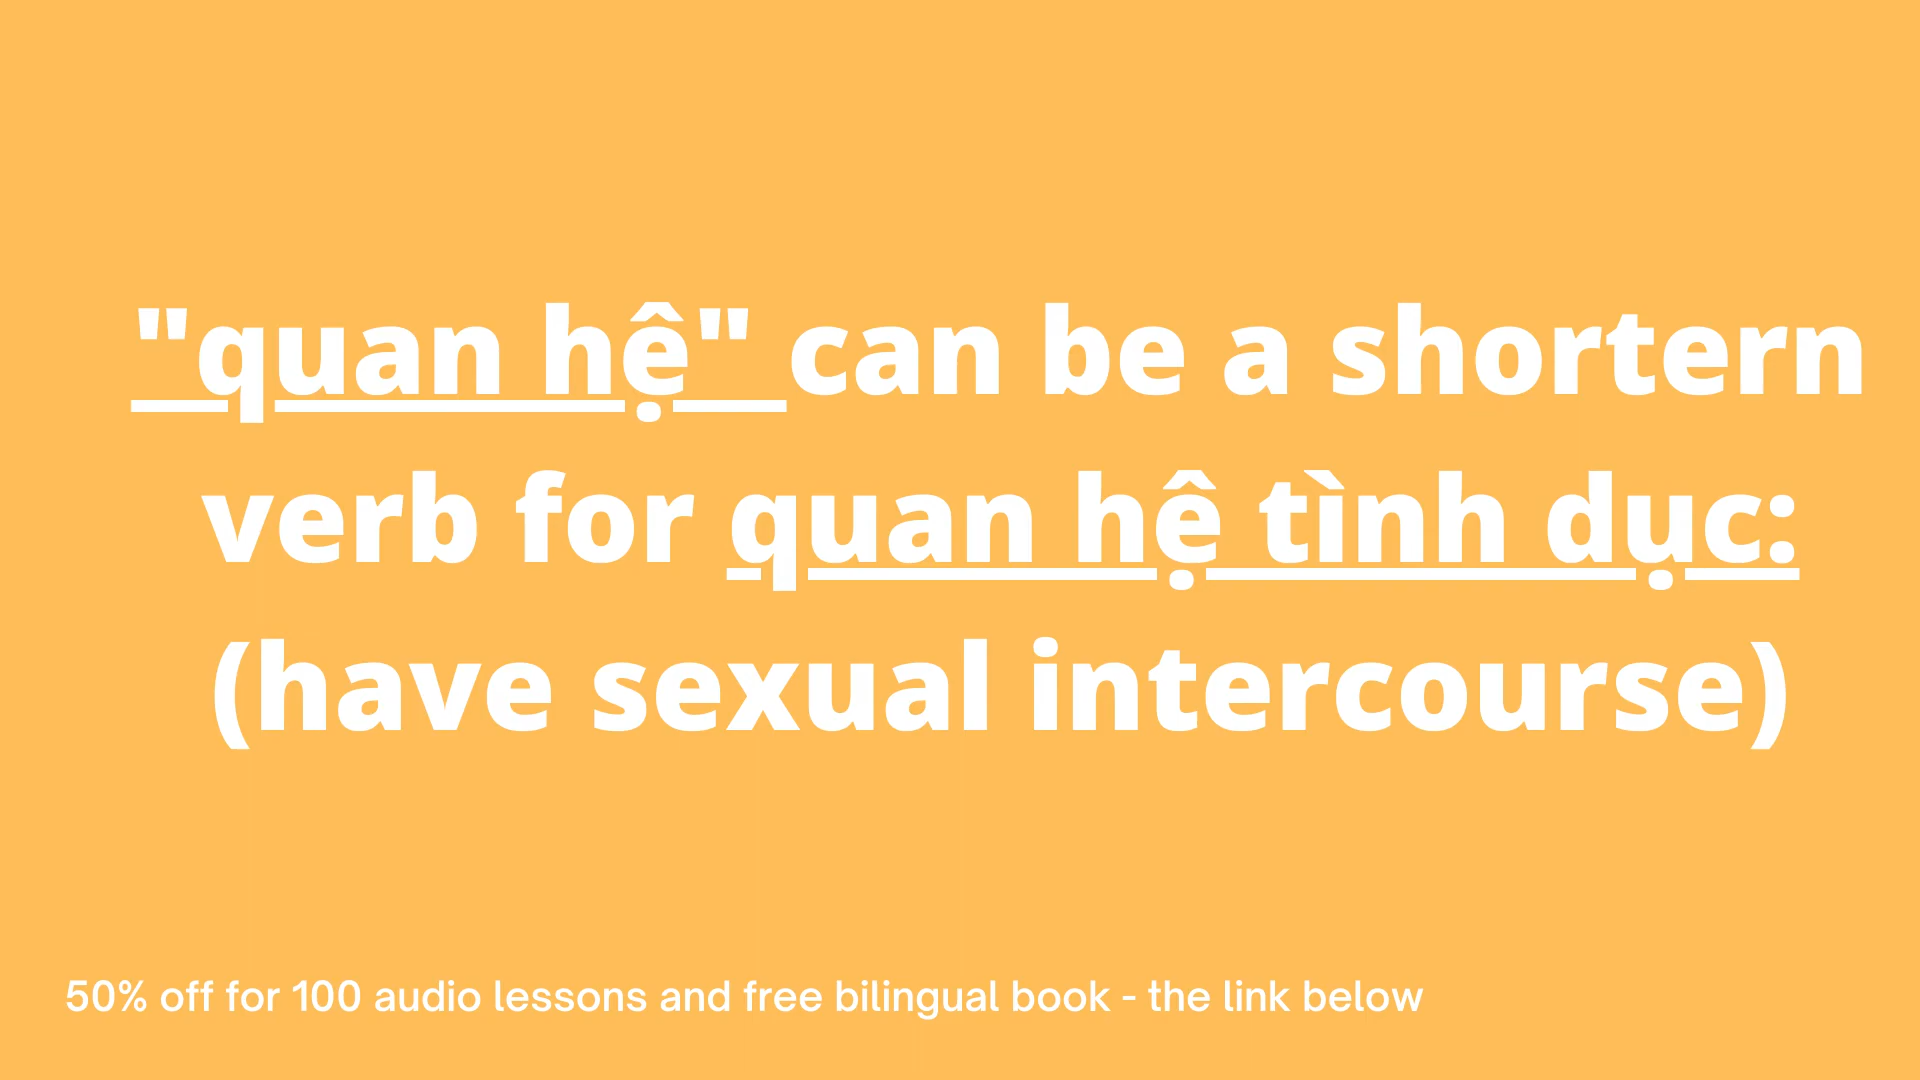 "quan hệ" can be a shortern
verb for quan hệ tình dục:
(have sexual intercourse)
50% off for 100 audio lessons and free bilingual book - the link below